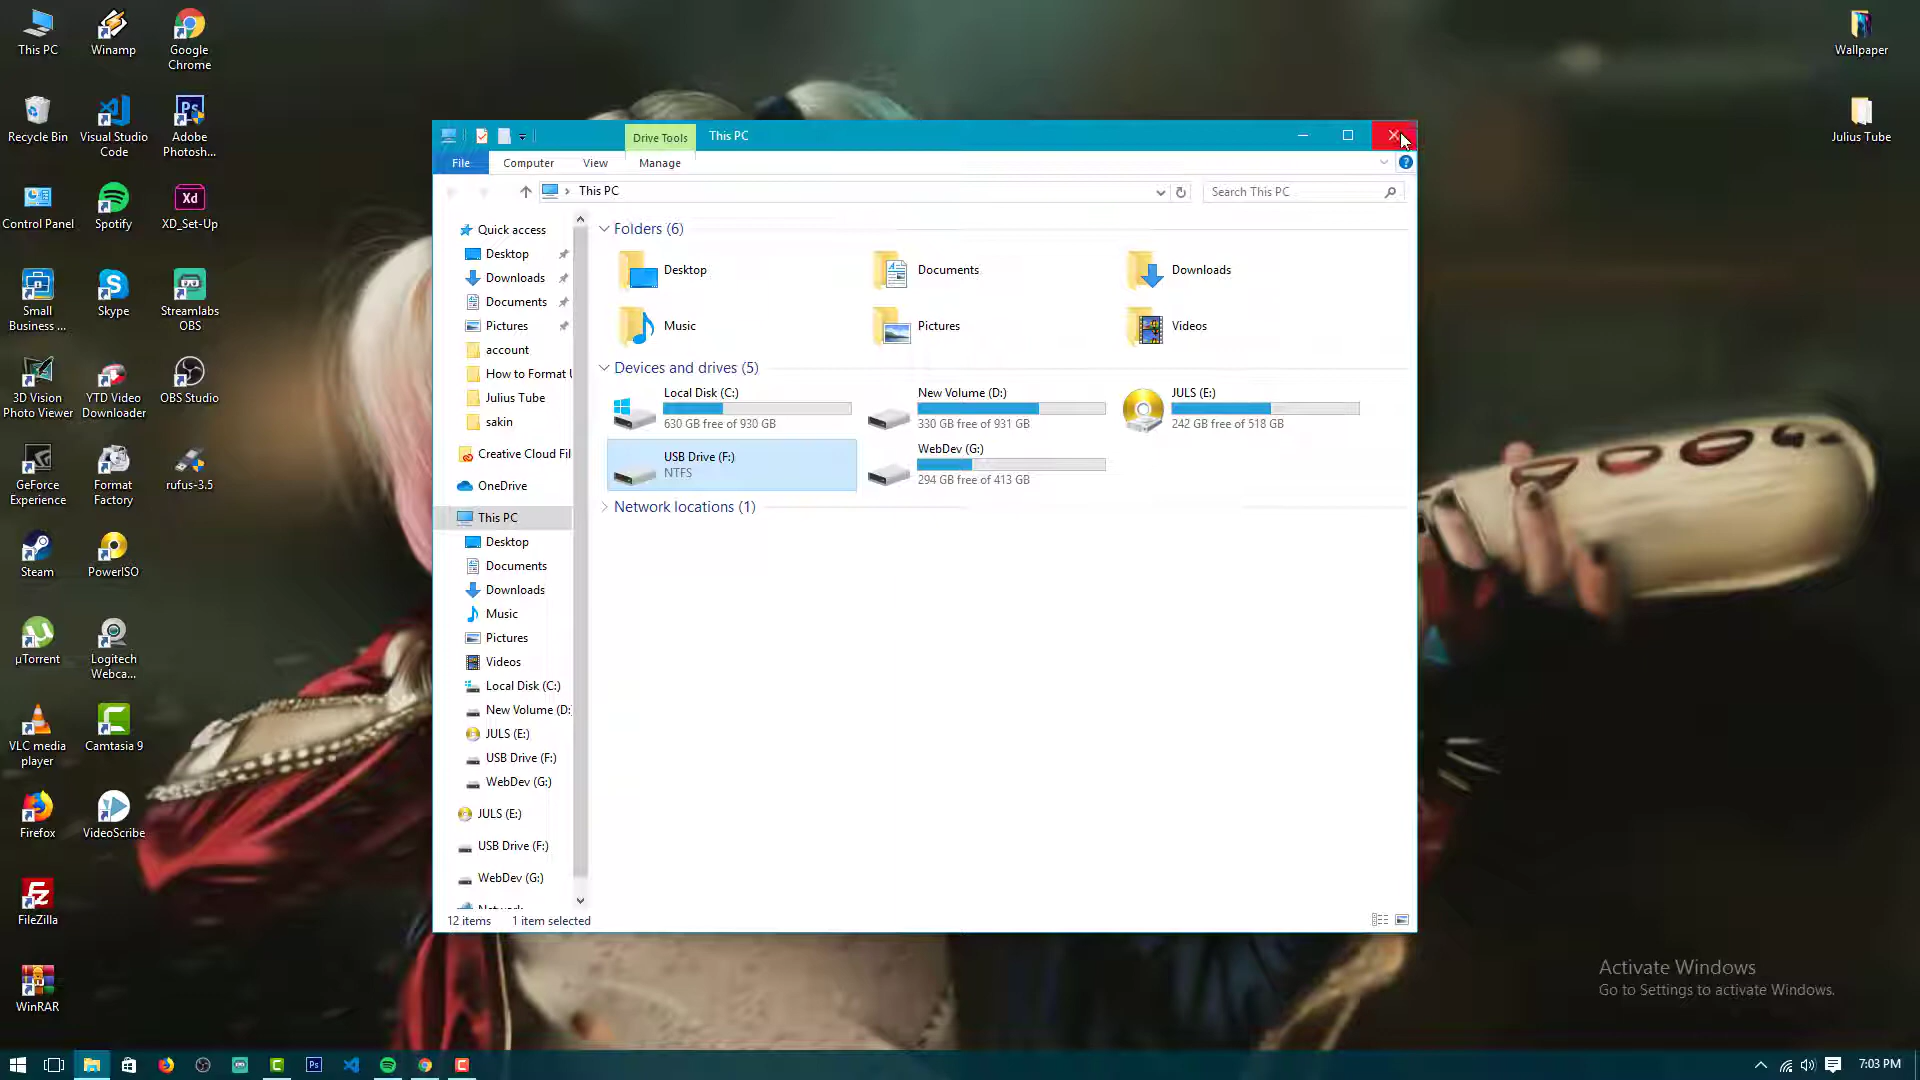 This PC
Winamp
Google
Chrome
Wallpaper
Recycle Bin
Visual Studio
Code
Adobe
Photosh...
Julius Tube
Control Panel
Spotify
XD_Set-Up
Small
Business ...
Skype
Streamlabs
OBS
3D Vision
Photo Viewer
YTD Video
Downloader
OBS Studio
GeForce
Experience
Format
Factory
rufus-3.5
Steam
PowerISO
µTorrent
Logitech
Webca...
VLC media
player
Camtasia 9
Firefox
VideoScribe
FileZilla
WinRAR
Drive Tools
This PC
File
Computer
View
Manage
This PC
Search This PC
Quick access
Desktop
Downloads
Documents
Pictures
account
How to Format U
Julius Tube
sakin
Creative Cloud Fil
OneDrive
This PC
Desktop
Documents
Downloads
Music
Pictures
Videos
Local Disk (C:)
New Volume (D:
JULS (E:)
USB Drive (F:)
WebDev (G:)
JULS (E:)
USB Drive (F:)
WebDev (G:)
Network
Folders (6)
Desktop
Documents
Downloads
Music
Pictures
Videos
Devices and drives (5)
Local Disk (C:)
630 GB free of 930 GB
New Volume (D:)
330 GB free of 931 GB
JULS (E:)
242 GB free of 518 GB
USB Drive (F:)
NTFS
WebDev (G:)
294 GB free of 413 GB
Network locations (1)
12 items
1 item selected
Activate Windows
Go to Settings to activate Windows.
7:03 PM